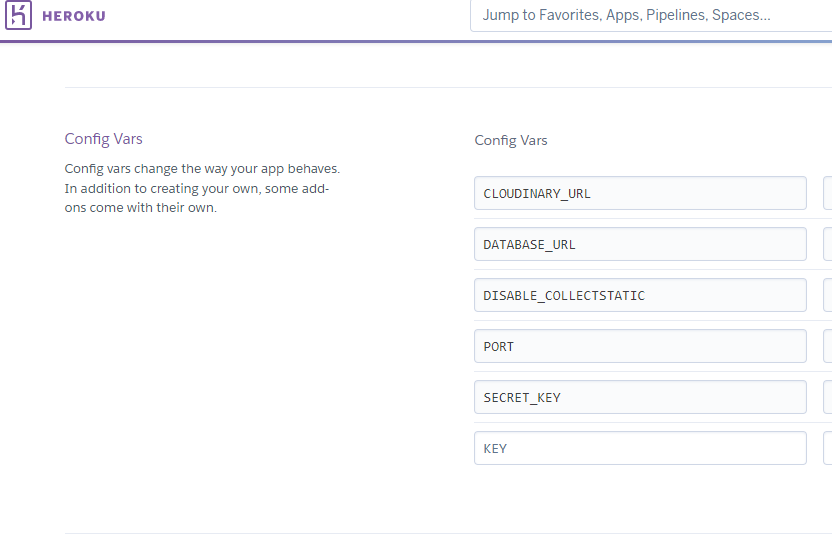 HEROKU
Jump to Favorites, Apps, Pipelines, Spaces...
Config Vars
Config vars change the way your app behaves.
In addition to creating your own, some add-
ons come with their own.
Config Vars
CLOUDINARY_URL
DATABASE_URL
DISABLE_COLLECTSTATIC
PORT
SECRET_KEY
KEY